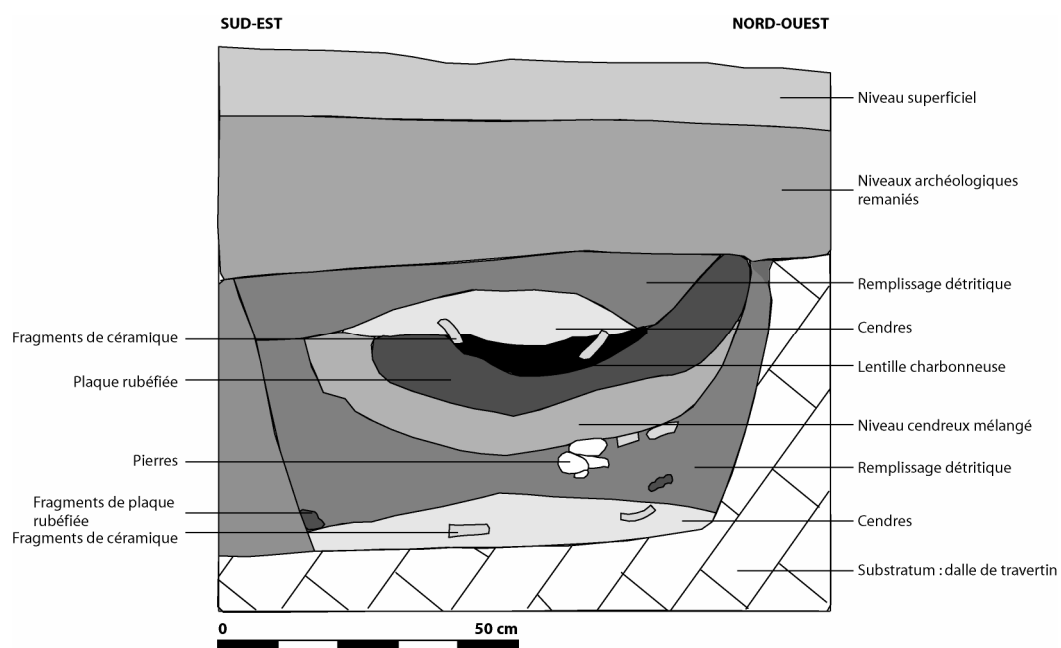 SUD-EST
NORD-OUEST
Niveau superficiel
Niveaux archéologiques
remaniés
Remplissage détritique
Cendres
Lentille charbonneuse
Niveau cendreux mélangé
Remplissage détritique
Cendres
Substratum : dalle de travertin
Fragments de céramique
Plaque rubéfiée
Pierres
Fragments de plaque
rubéfiée
Fragments de céramique
0
50 cm